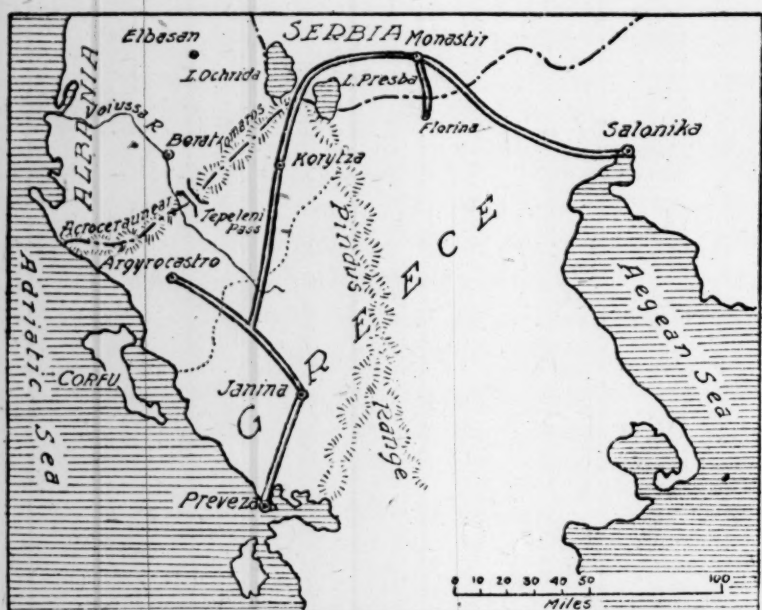 SERBIA
Elbasan
Monastir
L.Ochrida
L.Presba
ALBANIA
Voiussa R.
Berat
Tomaros
Florina
Salonika
Korytza
Tepeleni
Pass
Acroceraunean
Argyrocastro
Pindus
Range
GREECE
Adriatic Sea
Aegean Sea
CORFU
Janina
Preveza
0 10 20 30 40 50 100
Miles